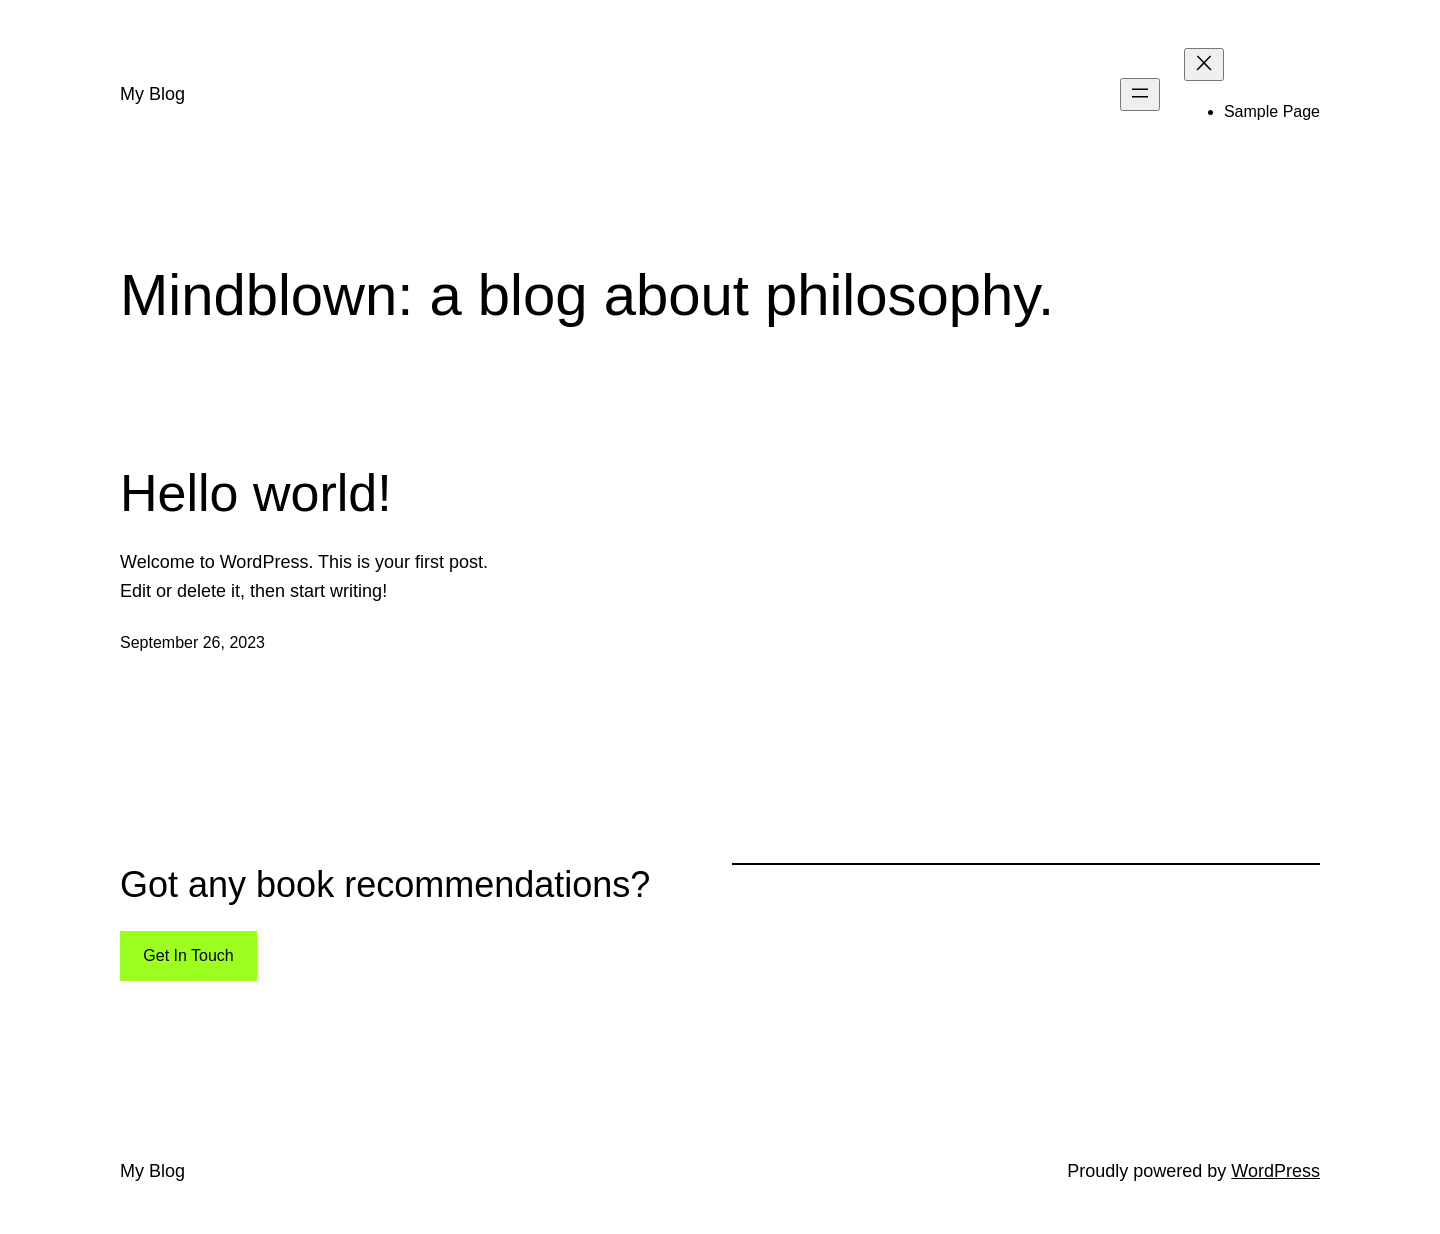 My Blog
Sample Page
Mindblown: a blog about philosophy.
Hello world!
Welcome to WordPress. This is your first post.
Edit or delete it, then start writing!
September 26, 2023
Got any book recommendations?
Get In Touch
My Blog
Proudly powered by WordPress